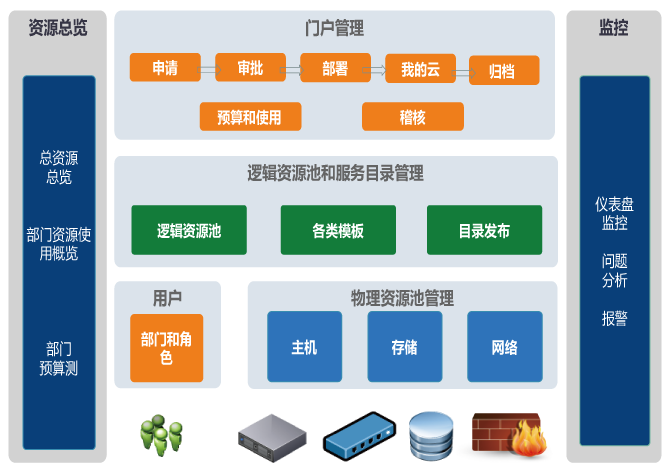 资源总览
总资源
总览
部门资源使
用概览
部门
预算测
门户管理
申请
审批
部署
我的云
归档
预算和使用
稽核
逻辑资源池和服务目录管理
逻辑资源池
各类模板
目录发布
用户
部门和角
色
物理资源池管理
主机
存储
网络
监控
仪表盘
监控
问题
分析
报警